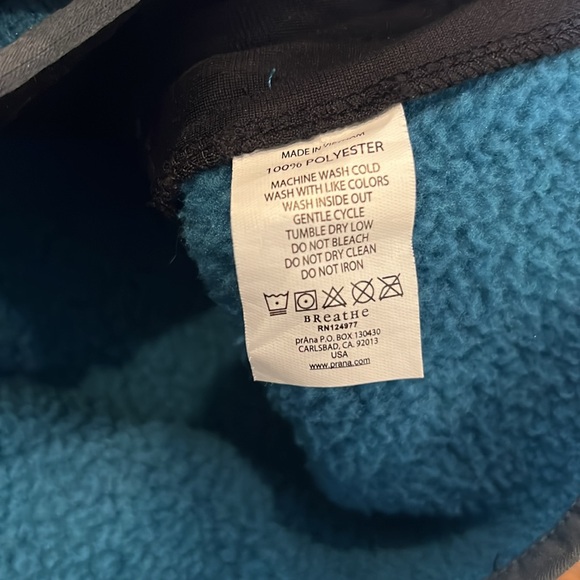 MADE IN VIETNAM
100% POLYESTER
MACHINE WASH COLD
WASH WITH LIKE COLORS
WASH INSIDE OUT
GENTLE CYCLE
TUMBLE DRY LOW
DO NOT BLEACH
DO NOT DRY CLEAN
DO NOT IRON
BReatHe
RN124977
prAna P.O. BOX 130430
CARLSBAD, CA. 92013
USA
www.prana.com